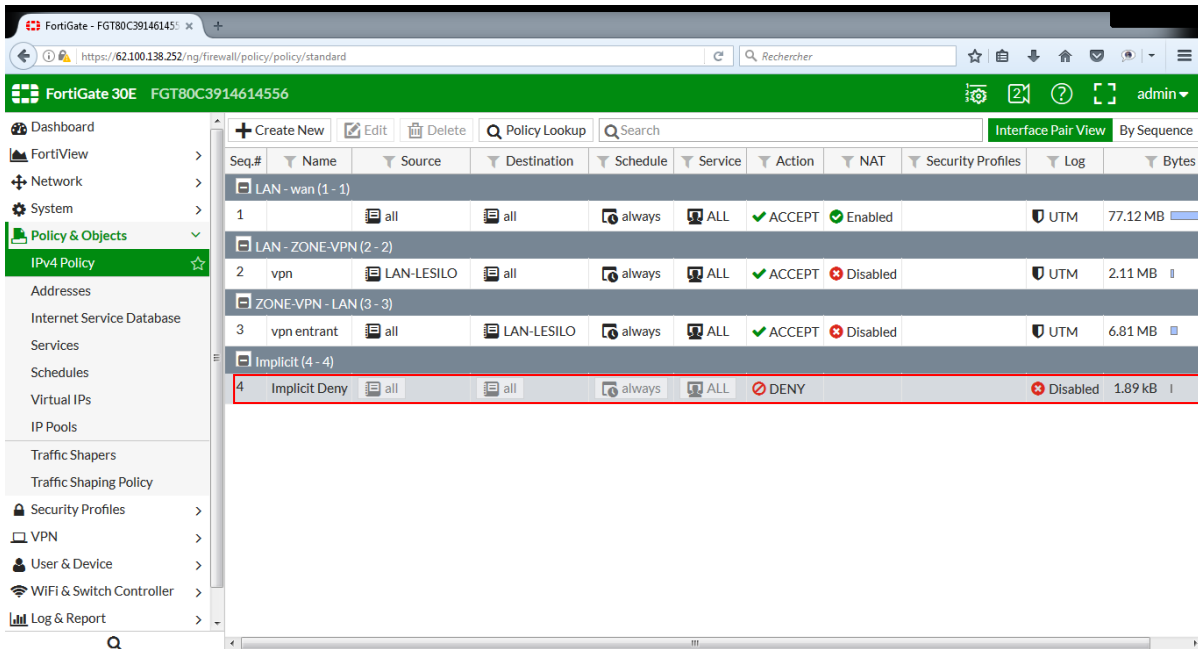 FortiGate - FGT80C39146145
https://62.100.138.252/ng/firewall/policy/policy/standard
Rechercher
FortiGate 30E FGT80C3914614556
2
admin
Dashboard
FortiView
Network
System
Policy & Objects
IPv4 Policy
Addresses
Internet Service Database
Services
Schedules
Virtual IPs
IP Pools
Traffic Shapers
Traffic Shaping Policy
Security Profiles
VPN
User & Device
WiFi & Switch Controller
Log & Report
Create New Edit Delete Policy Lookup Search Interface Pair View By Sequence
Seq.# Name Source Destination Schedule Service Action NAT Security Profiles Log Bytes
LAN - wan (1 - 1)
1 all all always ALL ACCEPT Enabled UTM 77.12 MB
LAN - ZONE-VPN (2 - 2)
2 vpn LAN-LESILO all always ALL ACCEPT Disabled UTM 2.11 MB
ZONE-VPN - LAN (3 - 3)
3 vpn entrant all LAN-LESILO always ALL ACCEPT Disabled UTM 6.81 MB
Implicit (4 - 4)
4 Implicit Deny all all always ALL DENY Disabled 1.89 kB